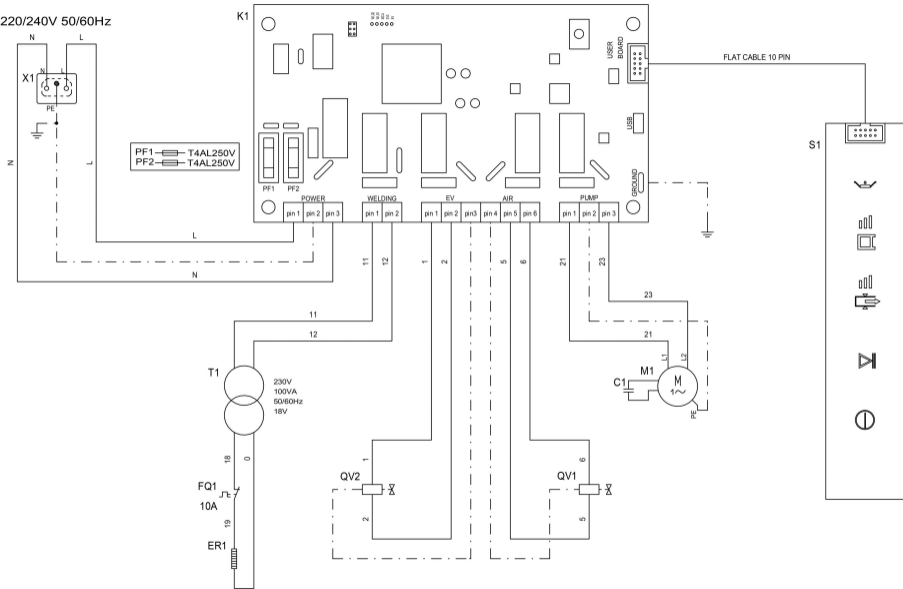 220/240V 50/60Hz
N
L
X1
N
L
PE
N
L
PF1 T4AL250V
PF2 T4AL250V
K1
USER
BOARD
USB
GROUND
PF1
PF2
POWER
WELDING
EV
AIR
PUMP
pin 1
pin 2
pin 3
pin 1
pin 2
pin 1
pin 2
pin3
pin 4
pin 5
pin 6
pin 1
pin 2
pin 3
FLAT CABLE 10 PIN
S1
L
N
11
12
1
2
5
6
21
23
11
12
23
21
L1
L2
T1
230V
100VA
50/60Hz
18V
M1
M
1~
C1
PE
18
0
FQ1
10A
19
ER1
QV2
1
2
QV1
6
5